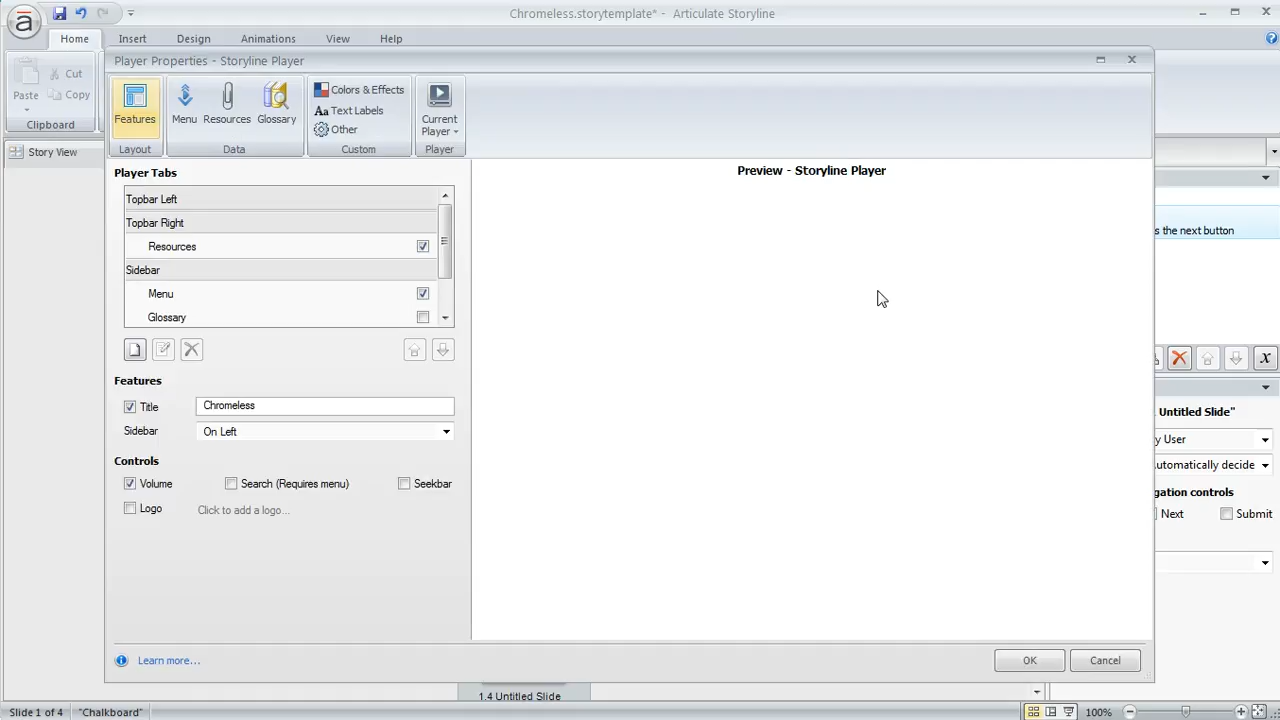 Chromeless.storytemplate* - Articulate Storyline
Home
Insert
Design
Animations
View
Help
Paste
Cut
Copy
Clipboard
Story View
Player Properties - Storyline Player
Features
Layout
Menu
Resources
Glossary
Data
Colors & Effects
Aa Text Labels
Other
Custom
Current
Player
Player
Player Tabs
Topbar Left
Topbar Right
Resources
Sidebar
Menu
Glossary
Features
Title
Chromeless
Sidebar
On Left
Controls
Volume
Search (Requires menu)
Seekbar
Logo
Click to add a logo...
Preview - Storyline Player
Learn more...
OK
Cancel
s the next button
x
Untitled Slide"
y User
utomatically decide
gation controls
Next
Submit
1.4 Untitled Slide
Slide 1 of 4
"Chalkboard"
100%